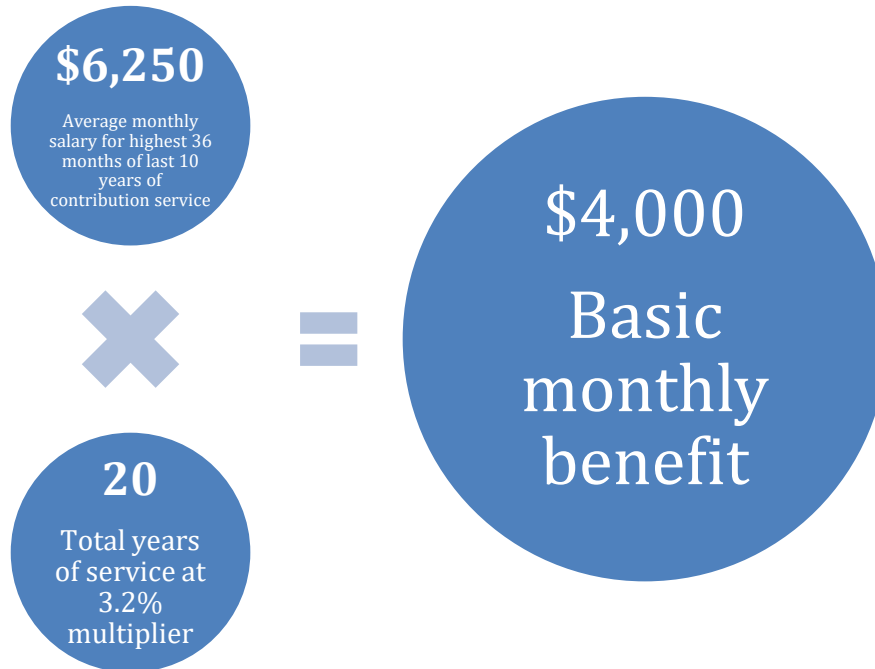 $6,250
Average monthly
salary for highest 36
months of last 10
years of
contribution service
20
Total years
of service at
3.2%
multiplier
$4,000
Basic
monthly
benefit